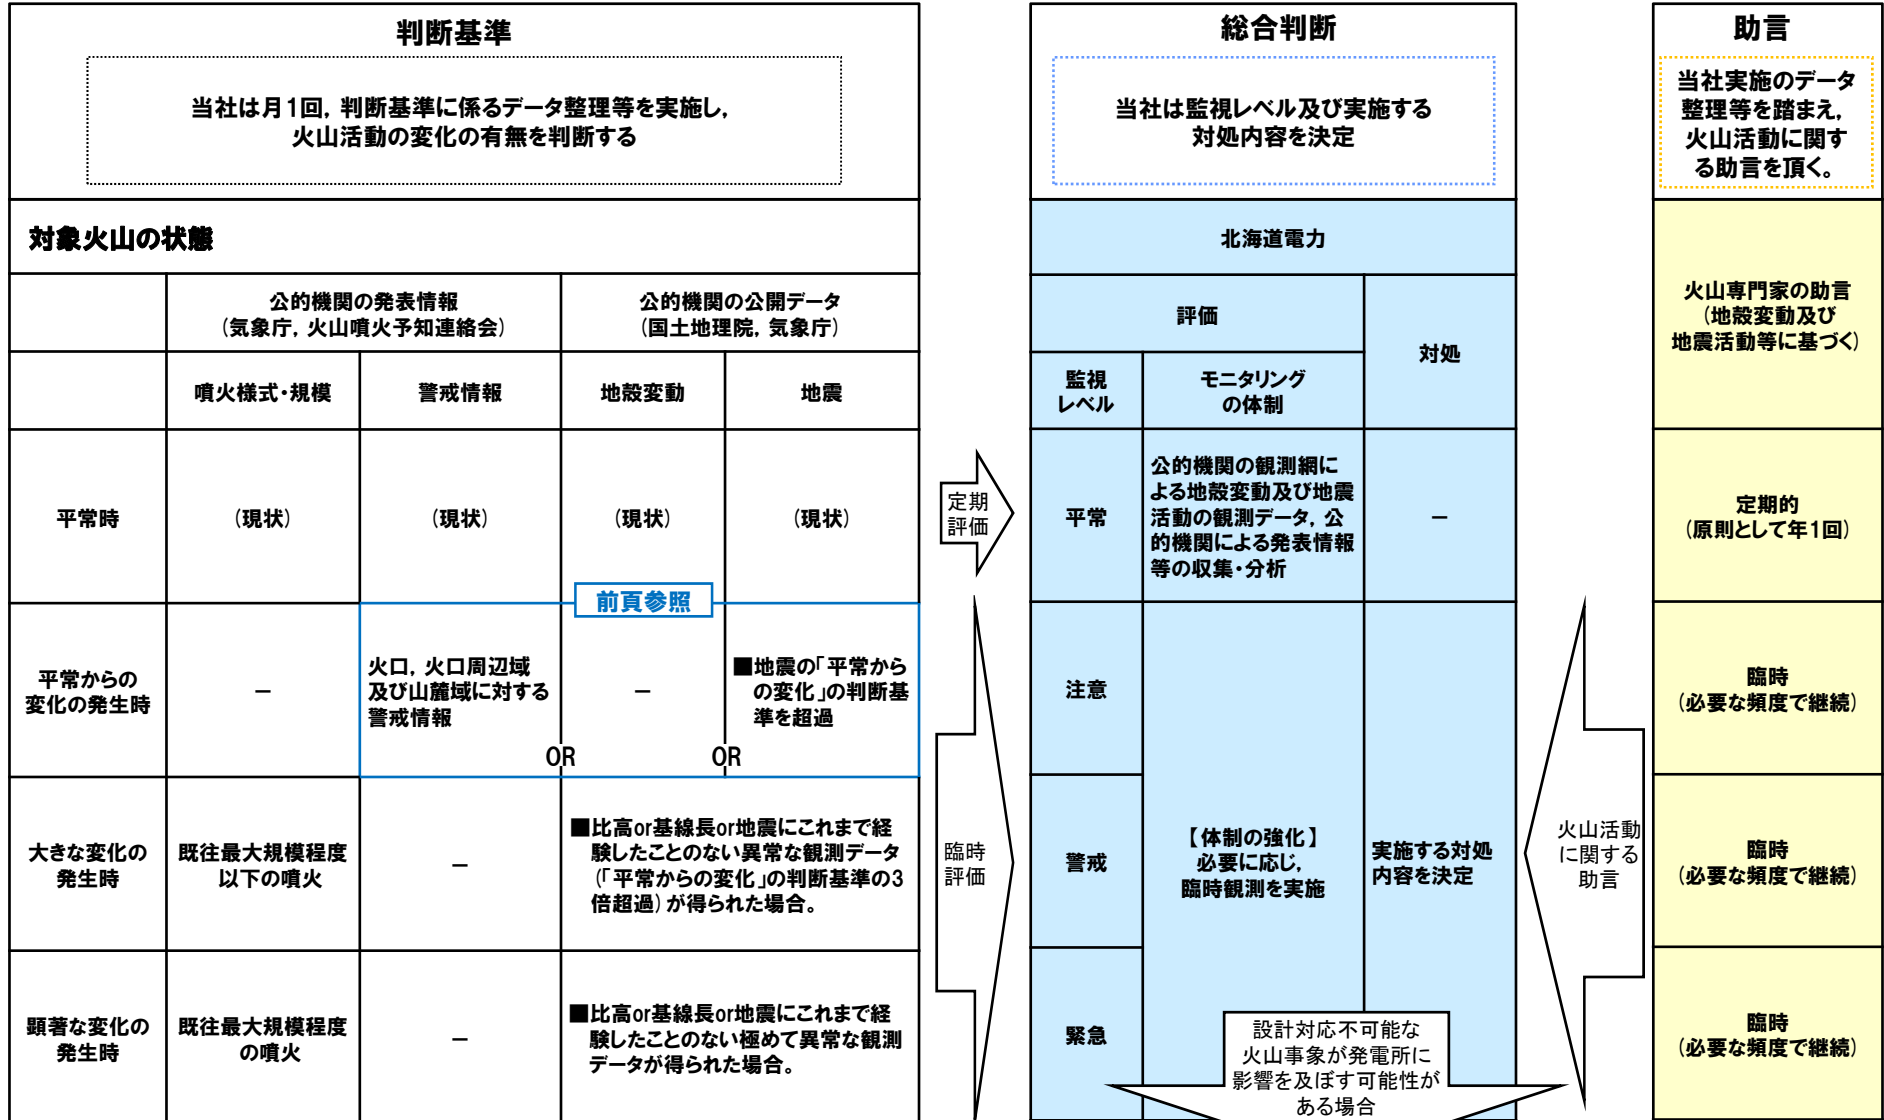 判断基準
当社は月1回，判断基準に係るデータ整理等を実施し，
火山活動の変化の有無を判断する
対象火山の状態
公的機関の発表情報
（気象庁，火山噴火予知連絡会）
公的機関の公開データ
（国土地理院，気象庁）
噴火様式・規模
警戒情報
地殻変動
地震
平常時
（現状）
（現状）
（現状）
（現状）
前頁参照
平常からの
変化の発生時
－
火口，火口周辺域
及び山麓域に対する
警戒情報
OR
－
OR
■地震の「平常から
の変化」の判断基
準を超過
大きな変化の
発生時
既往最大規模程度
以下の噴火
－
■比高or基線長or地震にこれまで経
験したことのない異常な観測データ
（「平常からの変化」の判断基準の3
倍超過）が得られた場合。
顕著な変化の
発生時
既往最大規模程度
の噴火
－
■比高or基線長or地震にこれまで経
験したことのない極めて異常な観測
データが得られた場合。
定期
評価
臨時
評価
総合判断
当社は監視レベル及び実施する
対処内容を決定
北海道電力
評価
対処
監視
レベル
モニタリング
の体制
平常
公的機関の観測網に
よる地殻変動及び地震
活動の観測データ，公
的機関による発表情報
等の収集・分析
－
注意
警戒
緊急
【体制の強化】
必要に応じ，
臨時観測を実施
実施する対処
内容を決定
設計対応不可能な
火山事象が発電所に
影響を及ぼす可能性が
ある場合
火山活動
に関する
助言
助言
当社実施のデータ
整理等を踏まえ，
火山活動に関す
る助言を頂く。
火山専門家の助言
（地殻変動及び
地震活動等に基づく）
定期的
（原則として年1回）
臨時
（必要な頻度で継続）
臨時
（必要な頻度で継続）
臨時
（必要な頻度で継続）